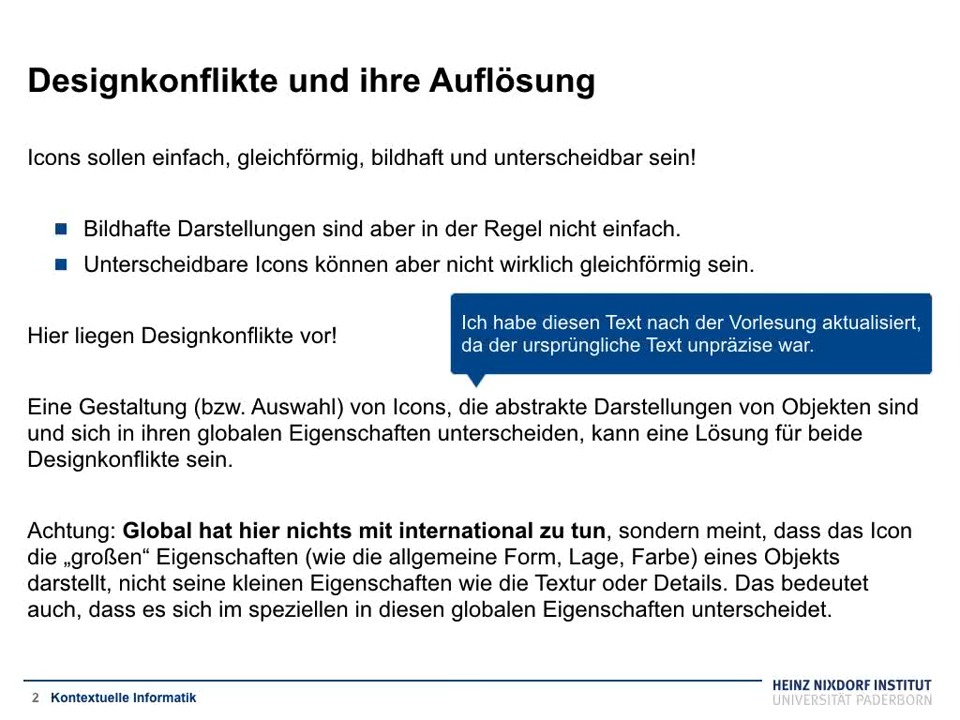 Designkonflikte und ihre Auflösung
Icons sollen einfach, gleichförmig, bildhaft und unterscheidbar sein!
Bildhafte Darstellungen sind aber in der Regel nicht einfach.
Unterscheidbare Icons können aber nicht wirklich gleichförmig sein.
Ich habe diesen Text nach der Vorlesung aktualisiert,
da der ursprüngliche Text unpräzise war.
Hier liegen Designkonflikte vor!
Eine Gestaltung (bzw. Auswahl) von Icons, die abstrakte Darstellungen von Objekten sind
und sich in ihren globalen Eigenschaften unterscheiden, kann eine Lösung für beide
Designkonflikte sein.
Achtung: Global hat hier nichts mit international zu tun, sondern meint, dass das Icon
die „großen“ Eigenschaften (wie die allgemeine Form, Lage, Farbe) eines Objekts
darstellt, nicht seine kleinen Eigenschaften wie die Textur oder Details. Das bedeutet
auch, dass es sich im speziellen in diesen globalen Eigenschaften unterscheidet.
2 Kontextuelle Informatik
HEINZ NIXDORF INSTITUT
UNIVERSITÄT PADERBORN